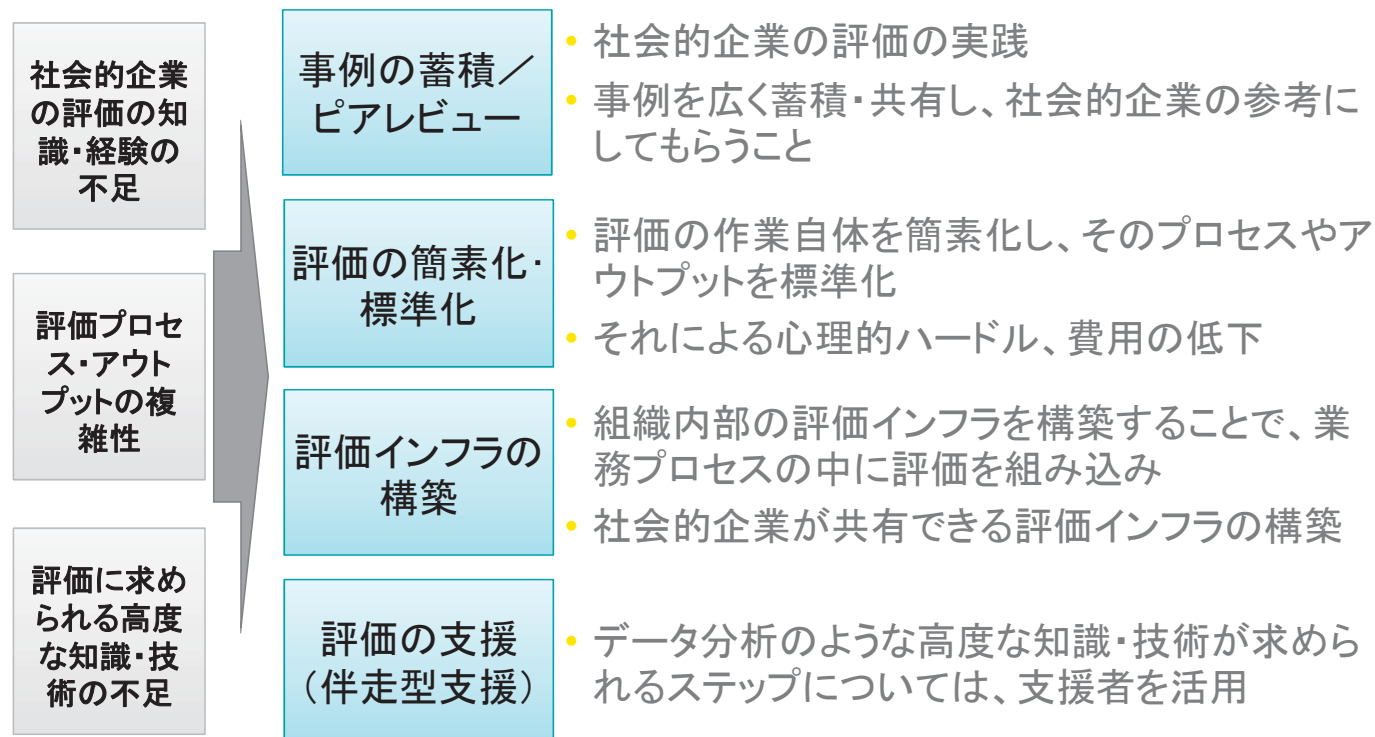 社会的企業
の評価の知
識・経験の
不足
評価プロセ
ス・アウト
プットの複
雑性
評価に求め
られる高度
な知識・技
術の不足
事例の蓄積／
ピアレビュー
• 社会的企業の評価の実践
• 事例を広く蓄積・共有し、社会的企業の参考に
してもらうこと
評価の簡素化・
標準化
• 評価の作業自体を簡素化し、そのプロセスやア
ウトプットを標準化
• それによる心理的ハードル、費用の低下
評価インフラの
構築
• 組織内部の評価インフラを構築することで、業
務プロセスの中に評価を組み込み
• 社会的企業が共有できる評価インフラの構築
評価の支援
（伴走型支援）
• データ分析のような高度な知識・技術が求めら
れるステップについては、支援者を活用